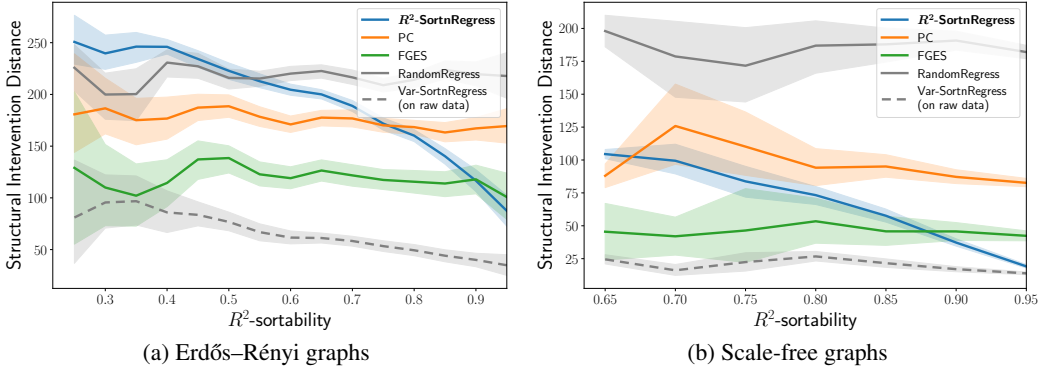 Structural Intervention Distance
250
200
150
100
50
0.3 0.4 0.5 0.6 0.7 0.8 0.9
R²-sortability
R²-SortnRegress
PC
FGES
RandomRegress
Var-SortnRegress
(on raw data)
(a) Erdős–Rényi graphs
Structural Intervention Distance
200
175
150
125
100
75
50
25
0.65 0.70 0.75 0.80 0.85 0.90 0.95
R²-sortability
R²-SortnRegress
PC
FGES
RandomRegress
Var-SortnRegress
(on raw data)
(b) Scale-free graphs